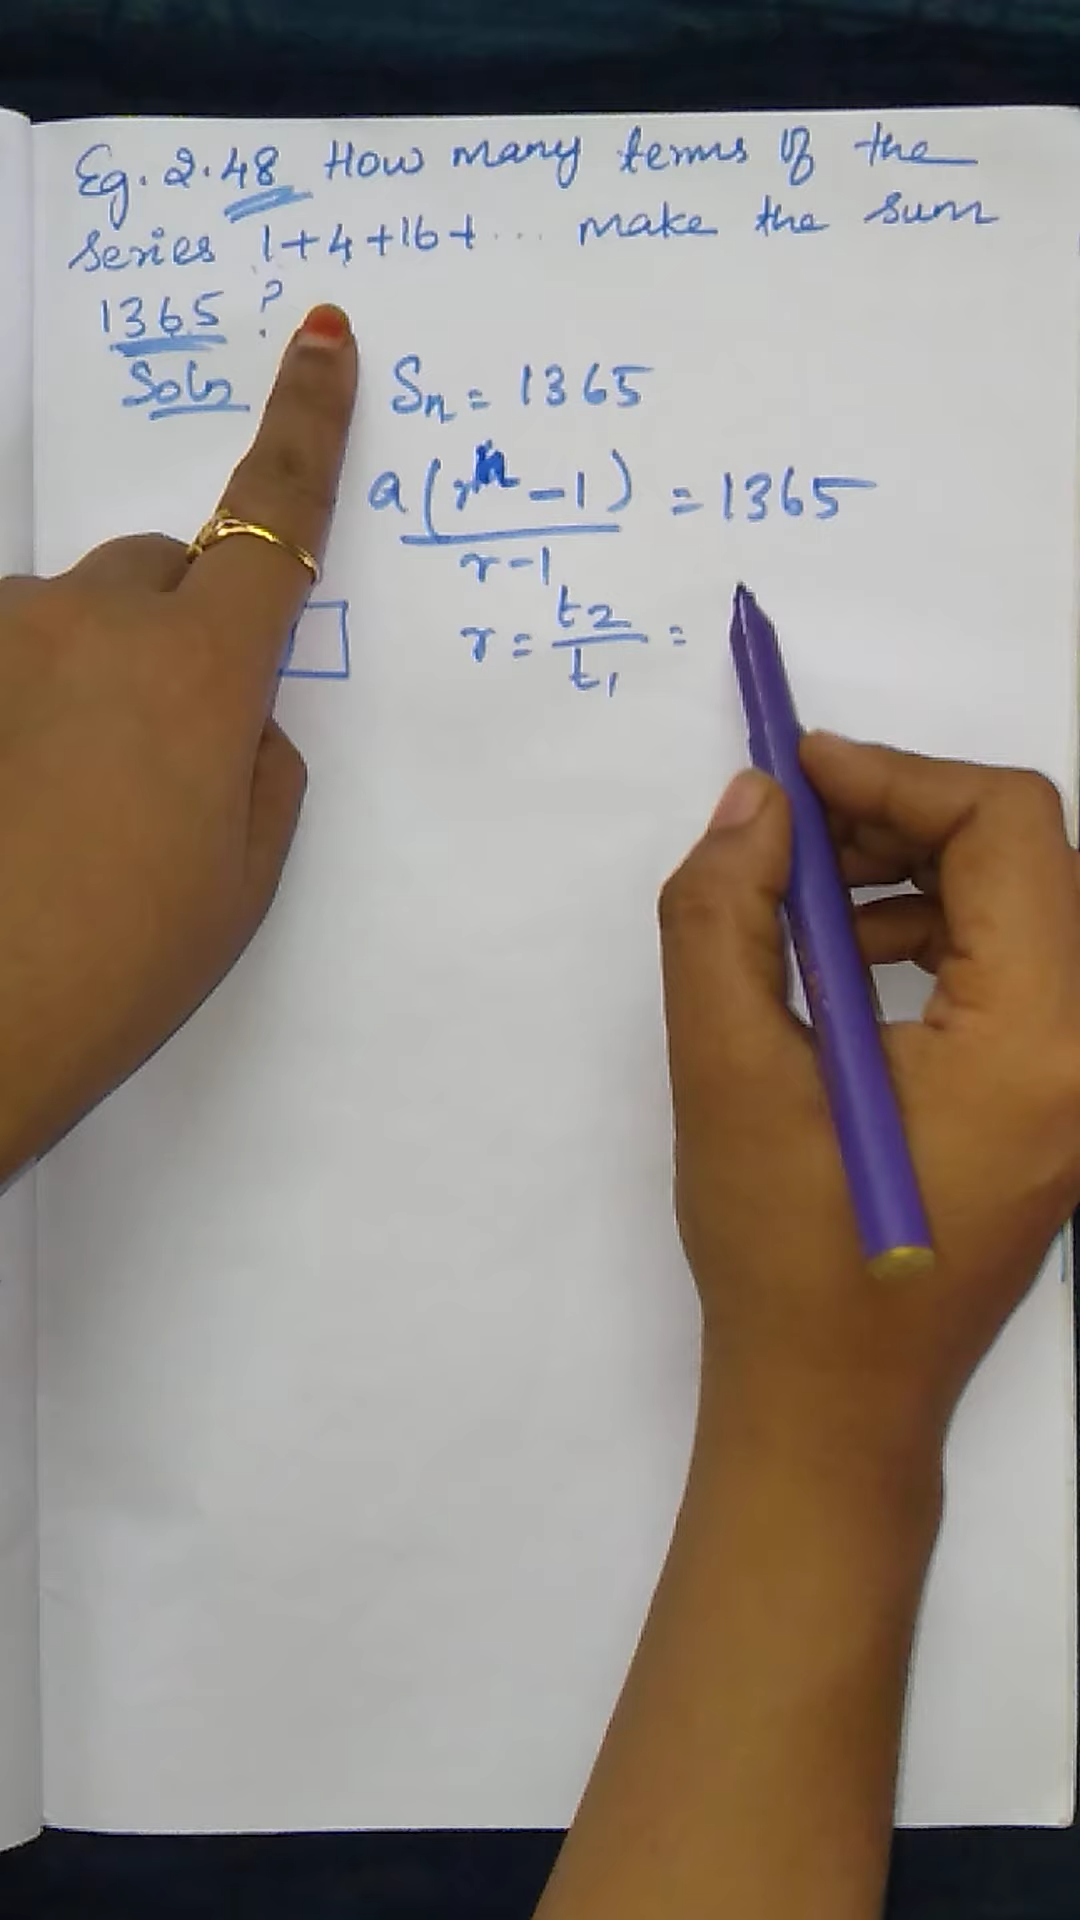 Eg. 2.48 How many terms of the
series 1+4+16+... make the sum
1365 ?
Soln
Sn = 1365
a(r^n - 1) / r-1 = 1365
r = t2 / t1 =